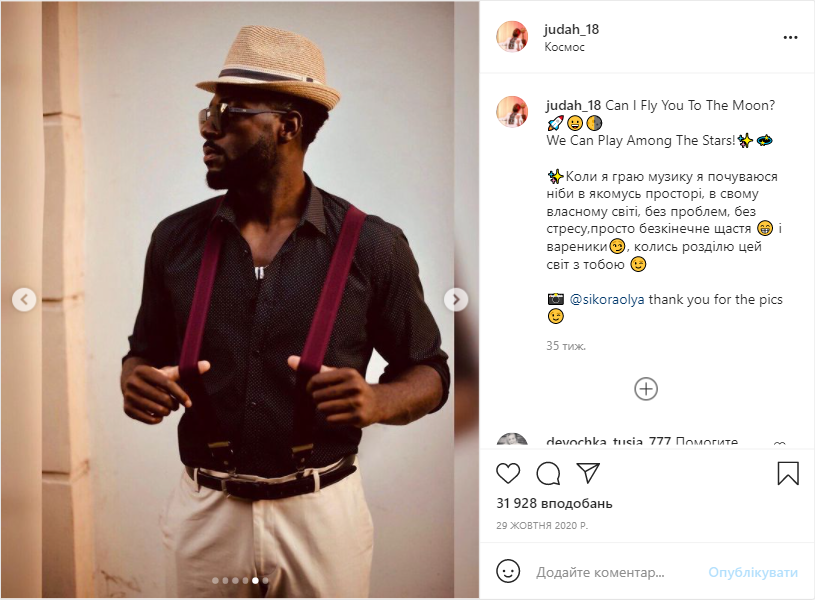 judah_18
Космос
judah_18 Can I Fly You To The Moon?
🚀😃🌗
We Can Play Among The Stars!✨💫
✨Коли я граю музику я почуваюся
ніби в якомусь просторі, в свому
власному світі, без проблем, без
стресу,просто безкінечне щастя 😁 і
вареники😏, колись розділю цей
світ з тобою 😉
📸 @sikoraolya thank you for the pics
😉
35 тиж.
devochka_tusia_777 Помогите
31 928 вподобань
29 ЖОВТНЯ 2020 Р.
Додайте коментар...
Опублікувати